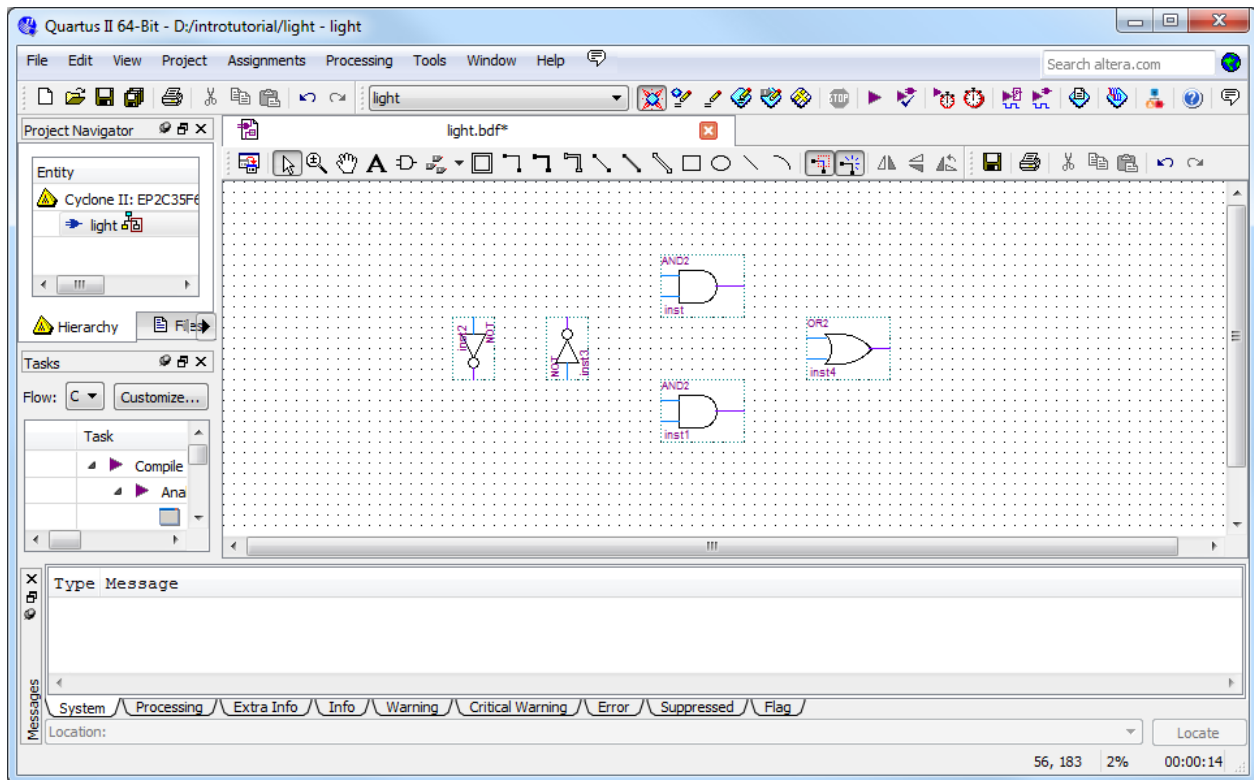 Quartus II 64-Bit - D:/introtutorial/light - light
File Edit View Project Assignments Processing Tools Window Help
Search altera.com
light
STOP
Project Navigator
light.bdf*
Entity
Cyclone II: EP2C35F6
light
Hierarchy
Files
Tasks
Flow: C
Customize...
Task
Compile
Ana
AND2
inst
inst2
NOT
NOT
inst3
OR2
inst4
AND2
inst1
Type Message
Messages
System Processing Extra Info Info Warning Critical Warning Error Suppressed Flag
Location:
Locate
56, 183 2% 00:00:14